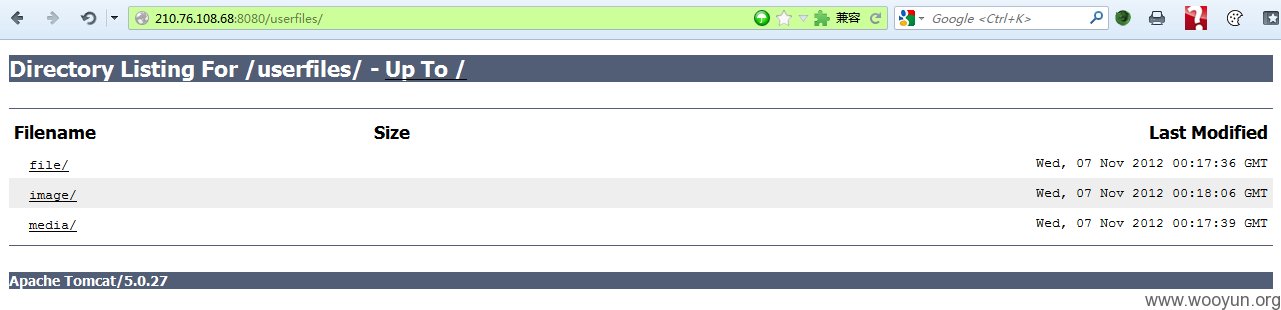 210.76.108.68:8080/userfiles/ 兼容 Google <Ctrl+K>
Directory Listing For /userfiles/ - Up To /
Filename Size Last Modified
file/ Wed, 07 Nov 2012 00:17:36 GMT
image/ Wed, 07 Nov 2012 00:18:06 GMT
media/ Wed, 07 Nov 2012 00:17:39 GMT
Apache Tomcat/5.0.27
www.wooyun.org